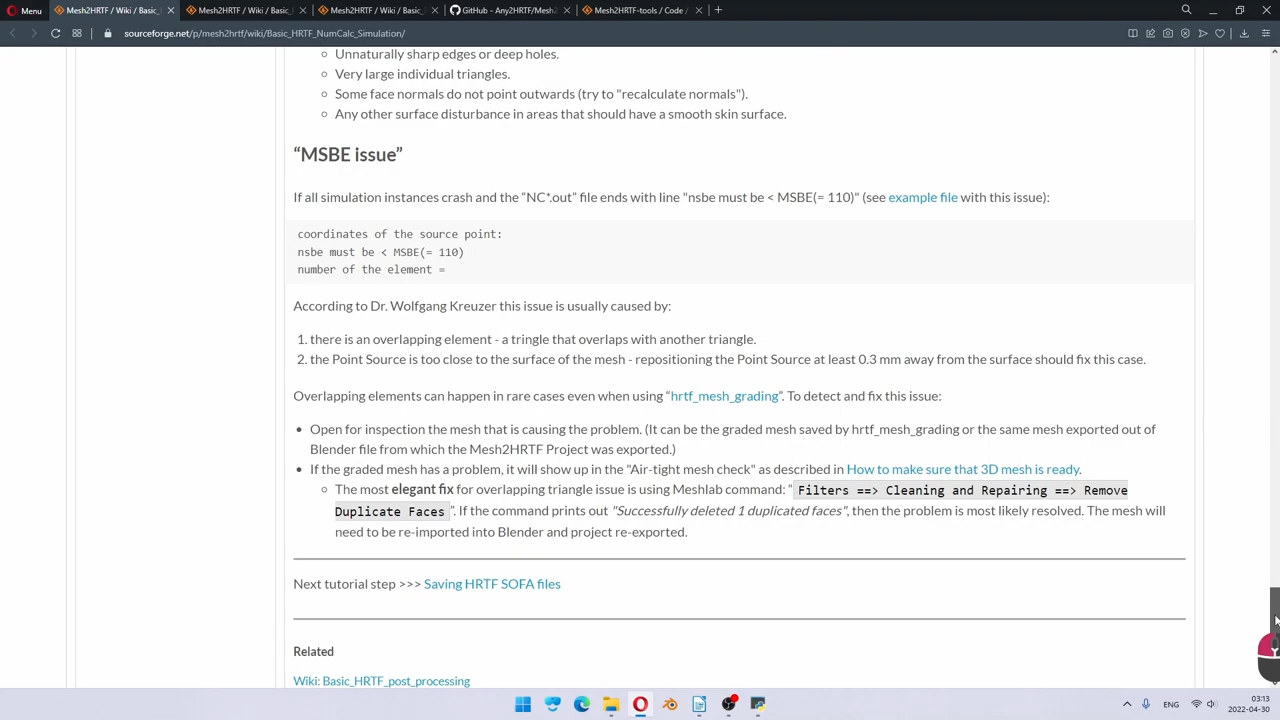 Menu
Mesh2HRTF / Wiki / Basic_
Mesh2HRTF / Wiki / Basic_
Mesh2HRTF / Wiki / Basic_
GitHub - Any2HRTF/Mesh2
Mesh2HRTF-tools / Code /
sourceforge.net/p/mesh2hrtf/wiki/Basic_HRTF_NumCalc_Simulation/
Unnaturally sharp edges or deep holes.
Very large individual triangles.
Some face normals do not point outwards (try to "recalculate normals").
Any other surface disturbance in areas that should have a smooth skin surface.
“MSBE issue”
If all simulation instances crash and the “NC*.out” file ends with line "nsbe must be < MSBE(= 110)" (see example file with this issue):
coordinates of the source point:
nsbe must be < MSBE(= 110)
number of the element =
According to Dr. Wolfgang Kreuzer this issue is usually caused by:
1. there is an overlapping element - a tringle that overlaps with another triangle.
2. the Point Source is too close to the surface of the mesh - repositioning the Point Source at least 0.3 mm away from the surface should fix this case.
Overlapping elements can happen in rare cases even when using “hrtf_mesh_grading”. To detect and fix this issue:
Open for inspection the mesh that is causing the problem. (It can be the graded mesh saved by hrtf_mesh_grading or the same mesh exported out of
Blender file from which the Mesh2HRTF Project was exported.)
If the graded mesh has a problem, it will show up in the "Air-tight mesh check" as described in How to make sure that 3D mesh is ready.
The most elegant fix for overlapping triangle issue is using Meshlab command: “ Filters ==> Cleaning and Repairing ==> Remove
Duplicate Faces ”. If the command prints out "Successfully deleted 1 duplicated faces", then the problem is most likely resolved. The mesh will
need to be re-imported into Blender and project re-exported.
Next tutorial step >>> Saving HRTF SOFA files
Related
Wiki: Basic_HRTF_post_processing
ENG
03:13
2022-04-30